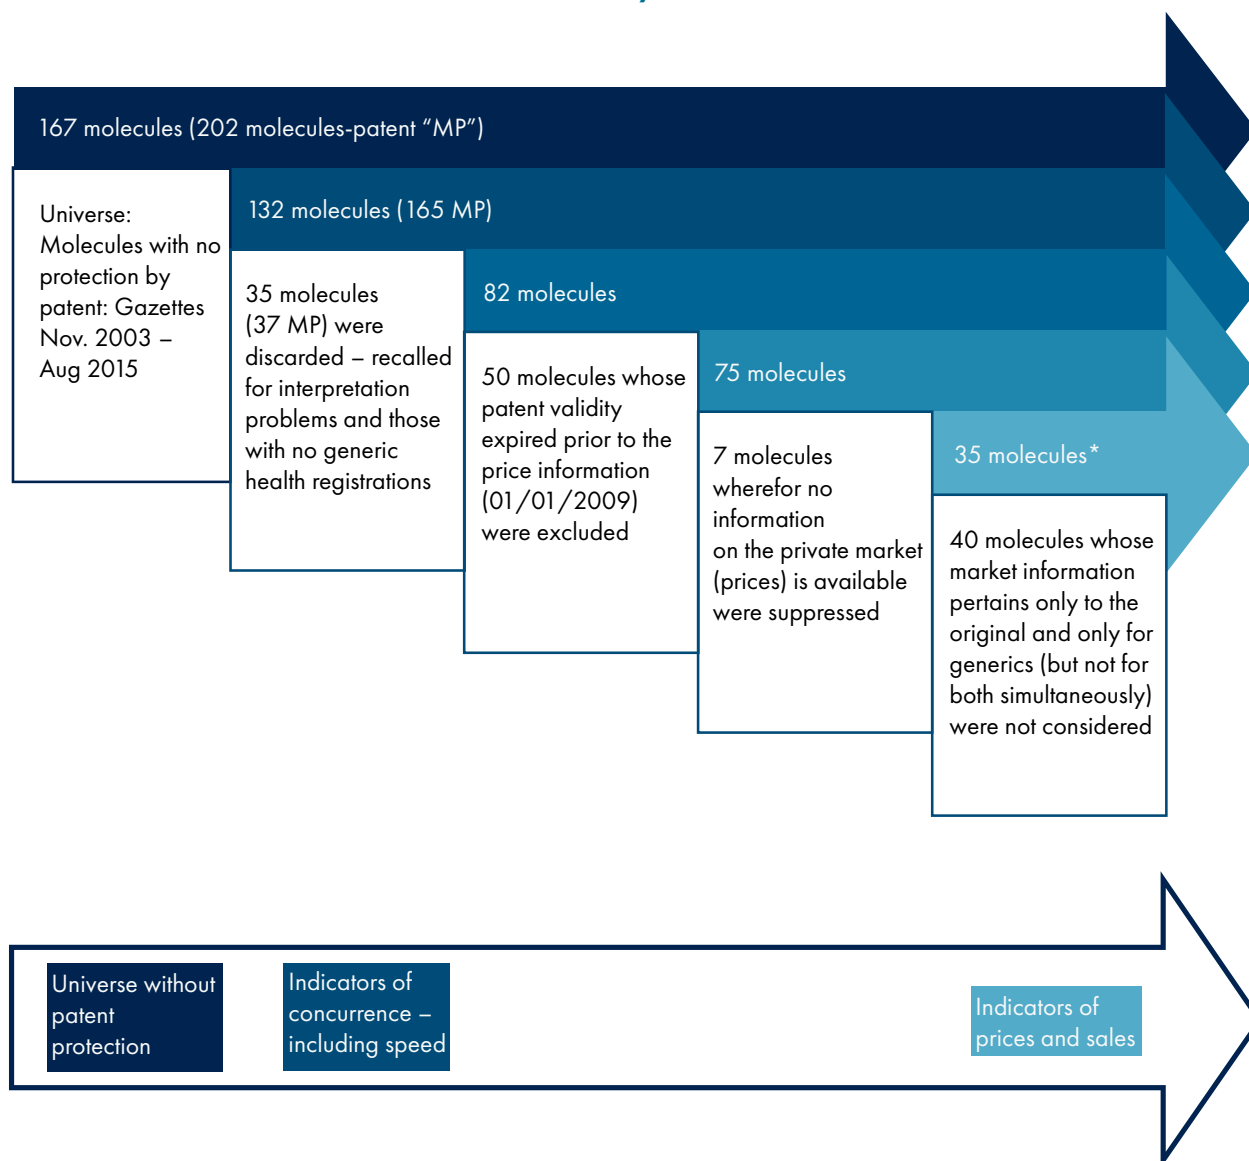 167 molecules (202 molecules-patent “MP”)
Universe:
Molecules with no
protection by
patent: Gazettes
Nov. 2003 –
Aug 2015
132 molecules (165 MP)
35 molecules
(37 MP) were
discarded – recalled
for interpretation
problems and those
with no generic
health registrations
82 molecules
50 molecules whose
patent validity
expired prior to the
price information
(01/01/2009)
were excluded
75 molecules
7 molecules
wherefor no
information
on the private market
(prices) is available
were suppressed
35 molecules*
40 molecules whose
market information
pertains only to the
original and only for
generics (but not for
both simultaneously)
were not considered
Universe without
patent
protection
Indicators of
concurrence –
including speed
Indicators of
prices and sales